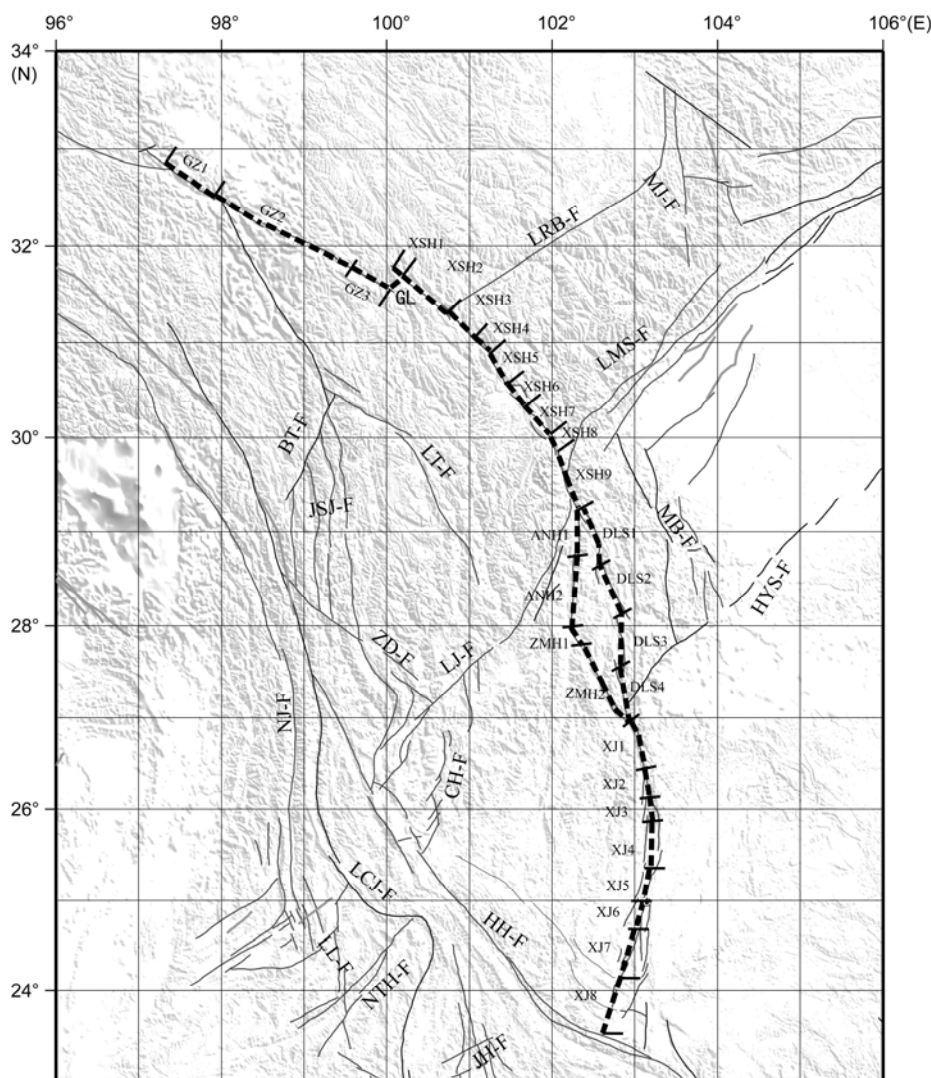 96° 98° 100° 102° 104° 106°(E)
34°
(N)
GZ1
GZ2
GZ3
GL
XSH1
XSH2
LRB-F
MJ-F
32°
XSH3
XSH4
XSH5
LMS-F
XSH6
XSH7
XSH8
30°
BT-F
LT-F
XSH9
JSJ-F
ANH1
DLS1
MB-F
ANH2
DLS2
HYS-F
28°
ZMH1
DLS3
ZD-F
LJ-F
ZMH2
DLS4
NJ-F
XJ1
CH-F
XJ2
26°
XJ3
XJ4
LCJ-F
XJ5
XJ6
HH-F
XJ7
LL-F
NTH-F
24°
XJ8
JH-F